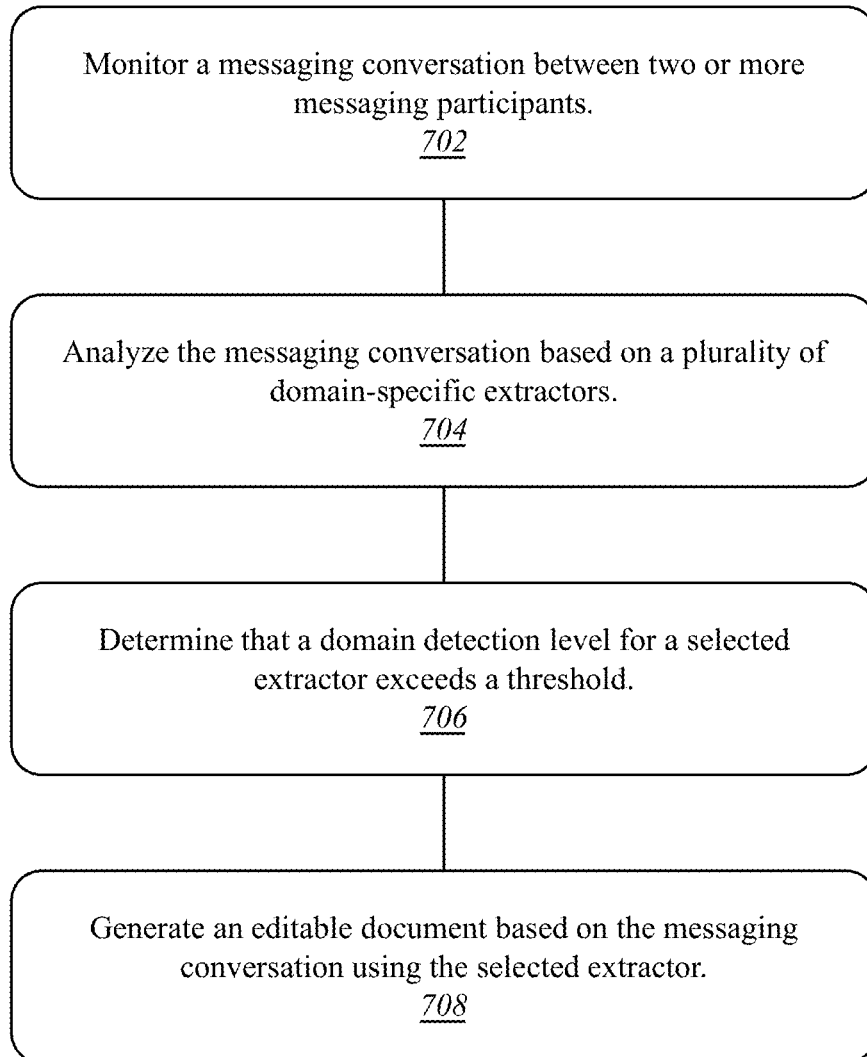 Monitor a messaging conversation between two or more
messaging participants.
702
Analyze the messaging conversation based on a plurality of
domain-specific extractors.
704
Determine that a domain detection level for a selected
extractor exceeds a threshold.
706
Generate an editable document based on the messaging
conversation using the selected extractor.
708